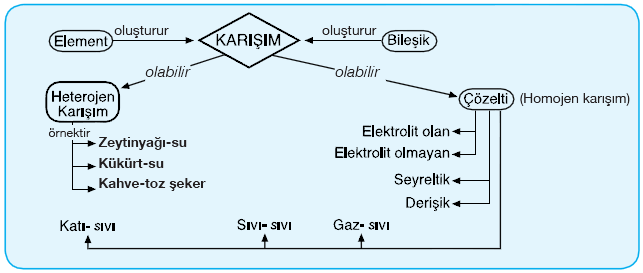 Element
oluşturur
KARIŞIM
oluşturur
Bileşik
olabilir
olabilir
Heterojen
Karışım
Çözelti
(Homojen karışım)
örnektir
Zeytinyağı-su
Kükürt-su
Kahve-toz şeker
Elektrolit olan
Elektrolit olmayan
Seyreltik
Derişik
Katı- sıvı
Sıvı- sıvı
Gaz- sıvı